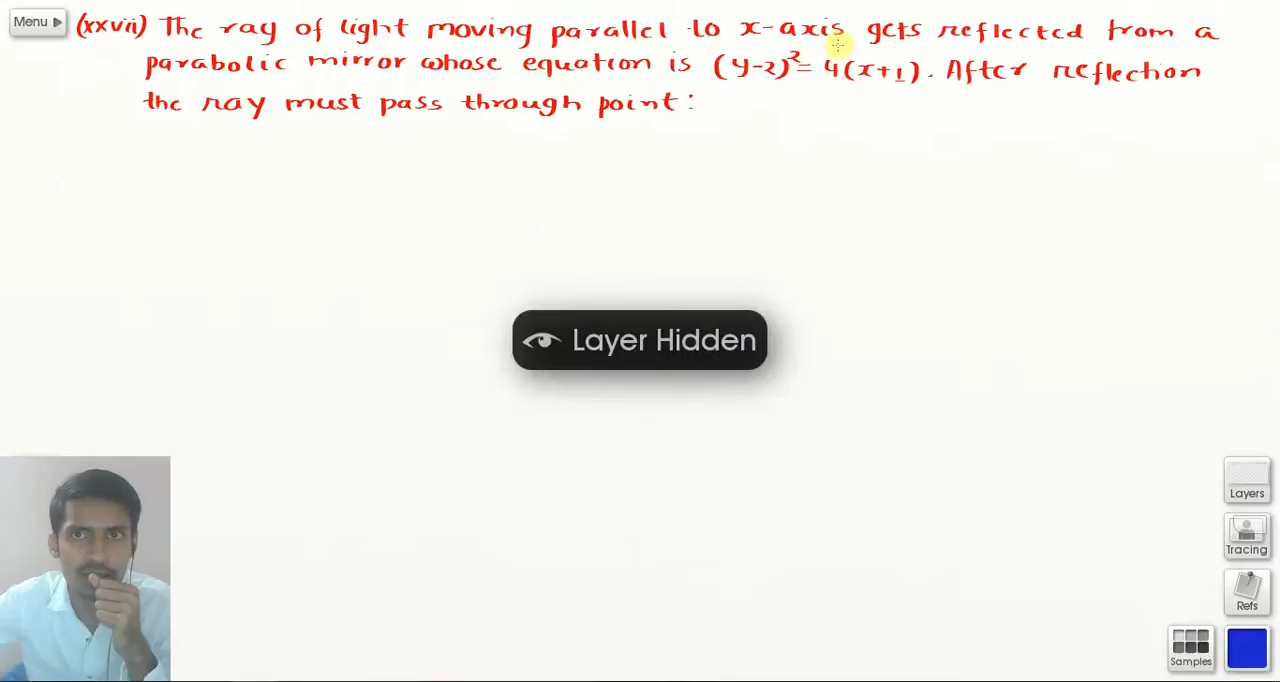 Menu
(xxvii) The ray of light moving parallel to x-axis gets reflected from a
parabolic mirror whose equation is (y-2)²= 4(x+1). After reflection
the ray must pass through point:
Layer Hidden
Layers
Tracing
Refs
Samples